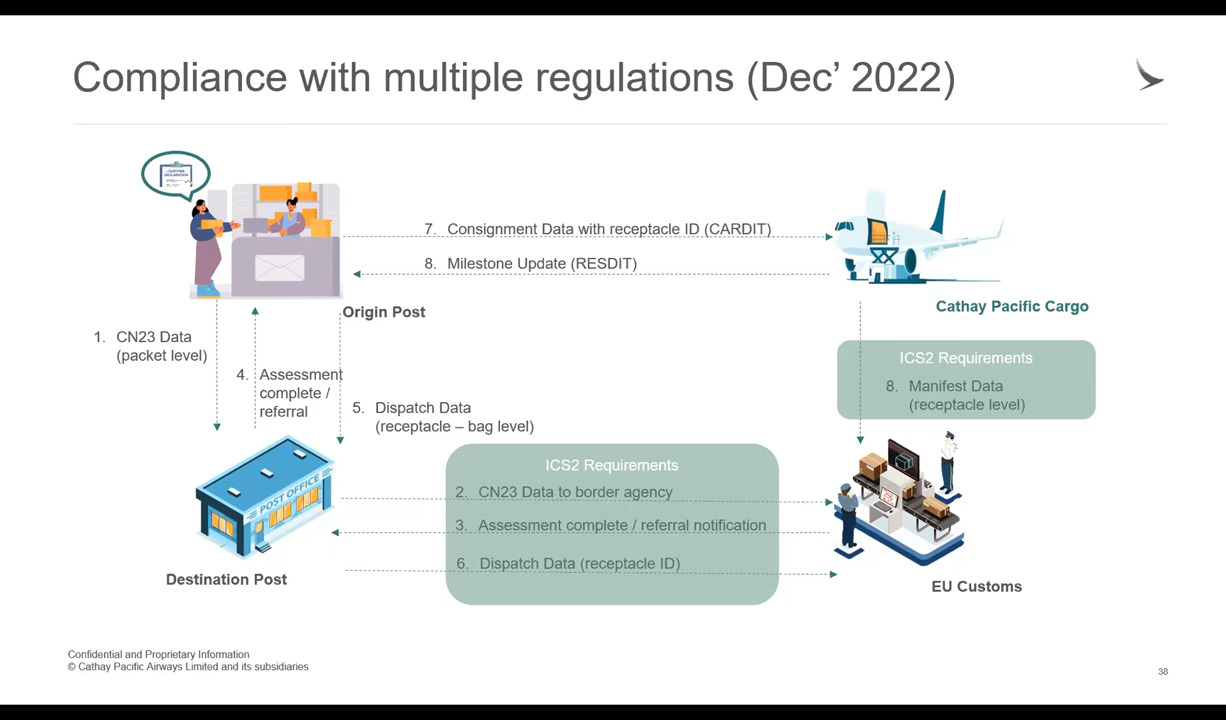 Compliance with multiple regulations (Dec’ 2022)
7. Consignment Data with receptacle ID (CARDIT)
8. Milestone Update (RESDIT)
Origin Post
Cathay Pacific Cargo
1. CN23 Data
(packet level)
4. Assessment
complete /
referral
5. Dispatch Data
(receptacle – bag level)
ICS2 Requirements
8. Manifest Data
(receptacle level)
ICS2 Requirements
2. CN23 Data to border agency
3. Assessment complete / referral notification
6. Dispatch Data (receptacle ID)
POST OFFICE
Destination Post
EU Customs
Confidential and Proprietary Information
© Cathay Pacific Airways Limited and its subsidiaries
38